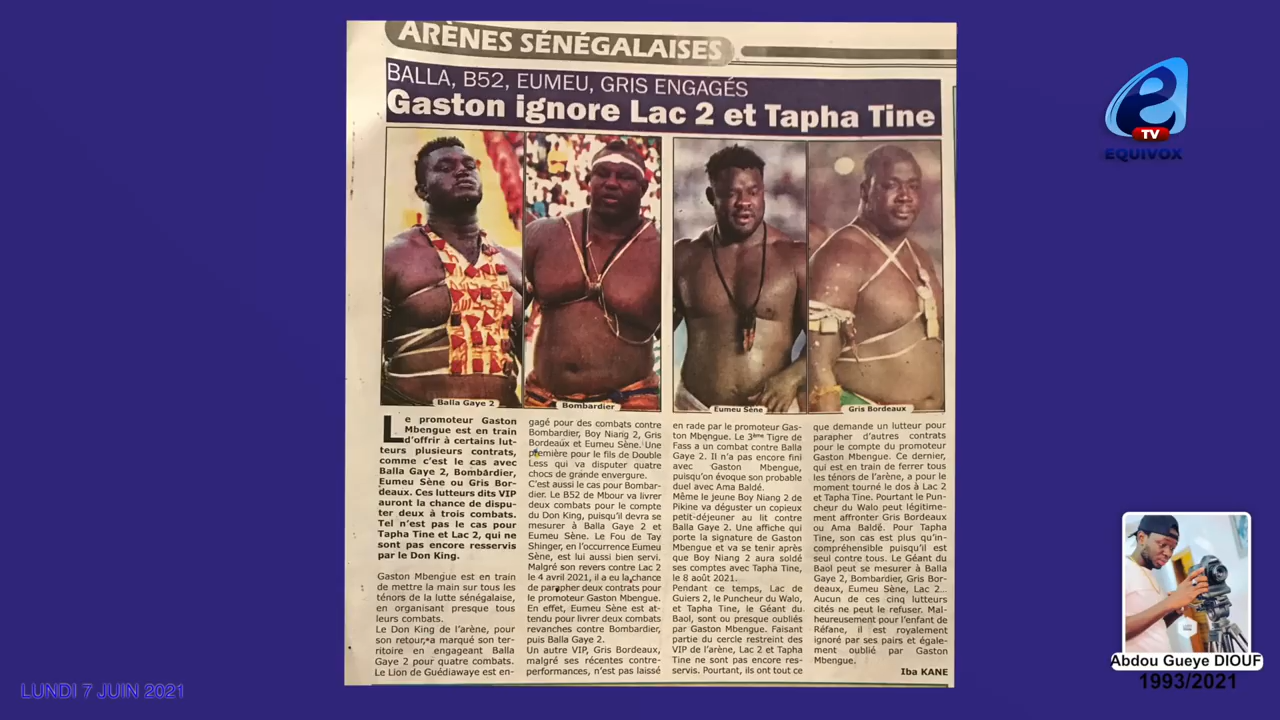 ARÈNES SÉNÉGALAISES
BALLA, B52, EUMEU, GRIS ENGAGÉS
Gaston ignore Lac 2 et Tapha Tine
Balla Gaye 2
Bombardier
Eumeu Sène
Gris Bordeaux
Le promoteur Gaston
Mbengue est en train
d'offrir à certains lut-
teurs plusieurs contrats,
comme c'est le cas avec
Balla Gaye 2, Bombardier,
Eumeu Sène ou Gris Bor-
deaux. Ces lutteurs dits VIP
auront la chance de dispu-
ter deux à trois combats.
Tel n'est pas le cas pour
Tapha Tine et Lac 2, qui ne
sont pas encore resservis
par le Don King.
Gaston Mbengue est en train
de mettre la main sur tous les
ténors de la lutte sénégalaise,
en organisant presque tous
leurs combats.
Le Don King de l'arène, pour
son retour, a marqué son ter-
ritoire en engageant Balla
Gaye 2 pour quatre combats.
Le Lion de Guédiawaye est en-
gagé pour des combats contre
Bombardier, Boy Niang 2, Gris
Bordeaux et Eumeu Sène. Une
première pour le fils de Double
Less qui va disputer quatre
chocs de grande envergure.
C'est aussi le cas pour Bombar-
dier. Le B52 de Mbour va livrer
deux combats pour le compte
du Don King, puisqu'il devra se
mesurer à Balla Gaye 2 et
Eumeu Sène. Le Fou de Tay
Shinger, en l'occurrence Eumeu
Sène, est lui aussi bien servi.
Malgré son revers contre Lac 2
le 4 avril 2021, il a eu la chance
de parapher deux contrats pour
le promoteur Gaston Mbengue.
En effet, Eumeu Sène est at-
tendu pour livrer deux combats
revanches contre Bombardier,
puis Balla Gaye 2.
Un autre VIP, Gris Bordeaux,
malgré ses récentes contre-
performances, n'est pas laissé
en rade par le promoteur Gas-
ton Mbengue. Le 3ème Tigre de
Fass a un combat contre Balla
Gaye 2. Il n'a pas encore fini
avec Gaston Mbengue,
puisqu'on évoque son probable
duel avec Ama Baldé.
Même le jeune Boy Niang 2 de
Pikine va déguster un copieux
petit-déjeuner au lit contre
Balla Gaye 2. Une affiche qui
porte la signature de Gaston
Mbengue et va se tenir après
que Boy Niang 2 aura soldé
ses comptes avec Tapha Tine,
le 8 août 2021.
Pendant ce temps, Lac de
Guiers 2, le Puncheur du Walo,
et Tapha Tine, le Géant du
Baol, sont ou presque oubliés
par Gaston Mbengue. Faisant
partie du cercle restreint des
VIP de l'arène, Lac 2 et Tapha
Tine ne sont pas encore res-
servis. Pourtant, ils ont tout ce
que demande un lutteur pour
parapher d'autres contrats
pour le compte du promoteur
Gaston Mbengue. Ce dernier,
qui est en train de ferrer tous
les ténors de l'arène, a pour le
moment tourné le dos à Lac 2
et Tapha Tine. Pourtant le Pun-
cheur du Walo peut légitime-
ment affronter Gris Bordeaux
ou Ama Baldé. Pour Tapha
Tine, son cas est plus qu'in-
compréhensible puisqu'il est
seul contre tous. Le Géant du
Baol peut se mesurer à Balla
Gaye 2, Bombardier, Gris Bor-
deaux, Eumeu Sène, Lac 2...
Aucun de ces cinq lutteurs
cités ne peut le refuser. Mal-
heureusement pour l'enfant de
Réfane, il est royalement
ignoré par ses pairs et égale-
ment oublié par Gaston
Mbengue.
Iba KANE
e
TV
EQUIVOX
Abdou Gueye DIOUF
1993/2021
LUNDI 7 JUIN 2021